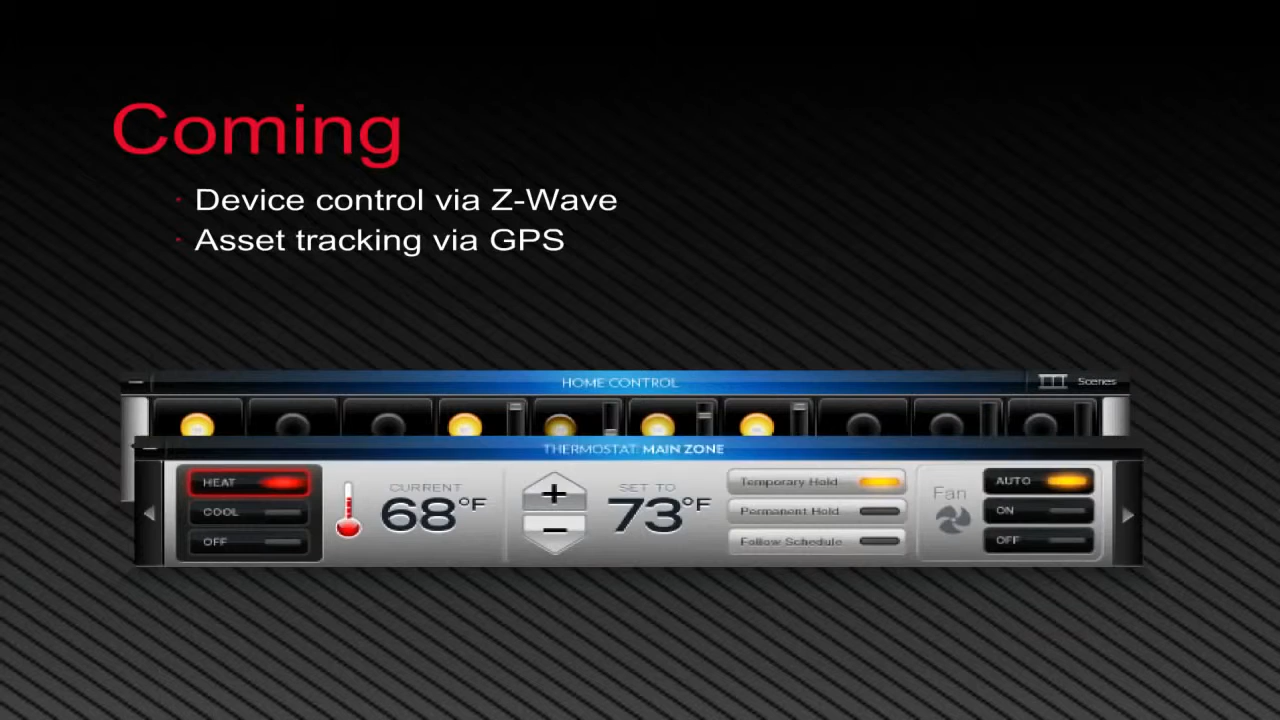 Coming
Device control via Z-Wave
Asset tracking via GPS
HOME CONTROL
Scenes
THERMOSTAT: MAIN ZONE
HEAT
COOL
OFF
CURRENT
68°F
+
−
SET TO
73°F
Temporary Hold
Permanent Hold
Follow Schedule
Fan
AUTO
ON
OFF